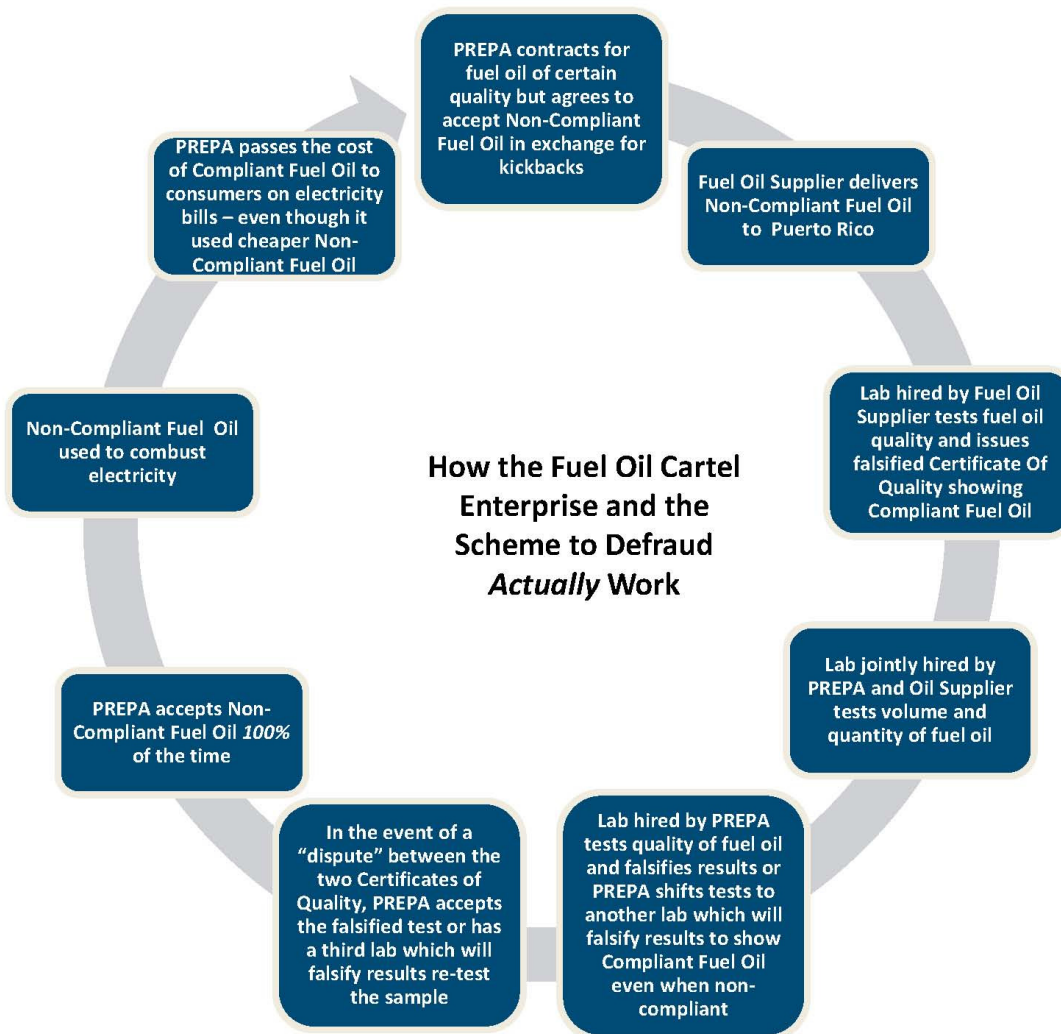 PREPA contracts for
fuel oil of certain
quality but agrees to
accept Non-Compliant
Fuel Oil in exchange for
kickbacks
Fuel Oil Supplier delivers
Non-Compliant Fuel Oil
to Puerto Rico
Lab hired by Fuel Oil
Supplier tests fuel oil
quality and issues
falsified Certificate Of
Quality showing
Compliant Fuel Oil
Lab jointly hired by
PREPA and Oil Supplier
tests volume and
quantity of fuel oil
Lab hired by PREPA
tests quality of fuel oil
and falsifies results or
PREPA shifts tests to
another lab which will
falsify results to show
Compliant Fuel Oil
even when non-
compliant
In the event of a
“dispute” between the
two Certificates of
Quality, PREPA accepts
the falsified test or has
a third lab which will
falsify results re-test
the sample
PREPA accepts Non-
Compliant Fuel Oil 100%
of the time
Non-Compliant Fuel Oil
used to combust
electricity
PREPA passes the cost
of Compliant Fuel Oil to
consumers on electricity
bills – even though it
used cheaper Non-
Compliant Fuel Oil
How the Fuel Oil Cartel
Enterprise and the
Scheme to Defraud
Actually Work